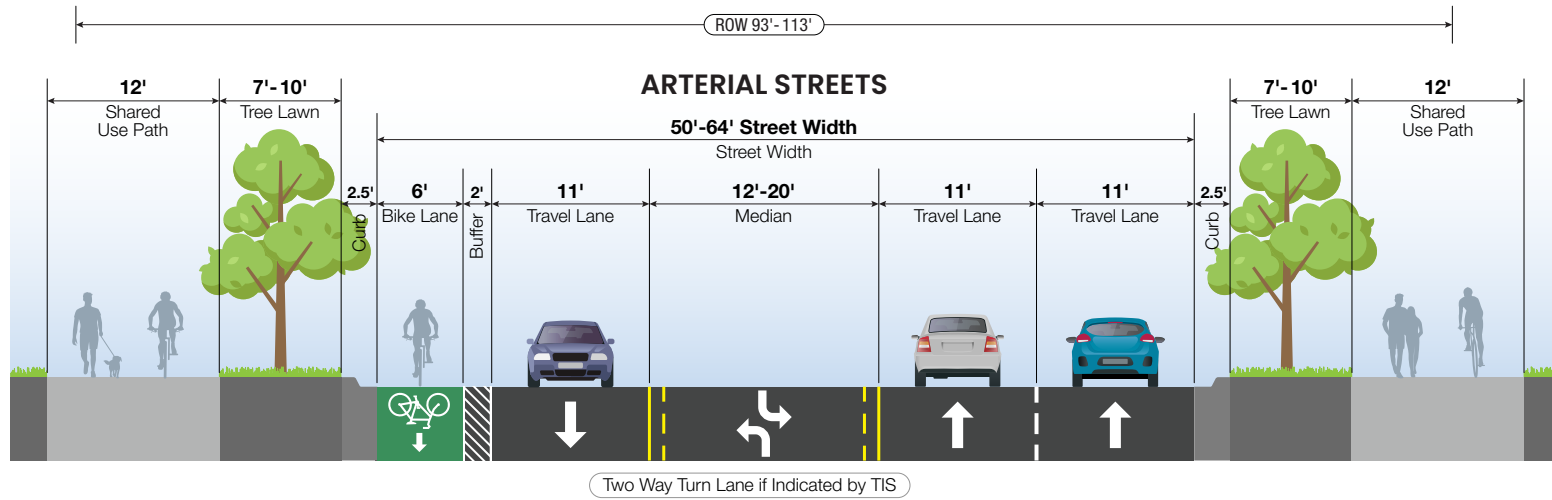 ROW 93'- 113'
ARTERIAL STREETS
12'
Shared
Use Path
7'- 10'
Tree Lawn
50'-64' Street Width
Street Width
2.5'
Curb
6'
Bike Lane
2'
Buffer
11'
Travel Lane
12'-20'
Median
11'
Travel Lane
11'
Travel Lane
2.5'
Curb
7'- 10'
Tree Lawn
12'
Shared
Use Path
Two Way Turn Lane if Indicated by TIS